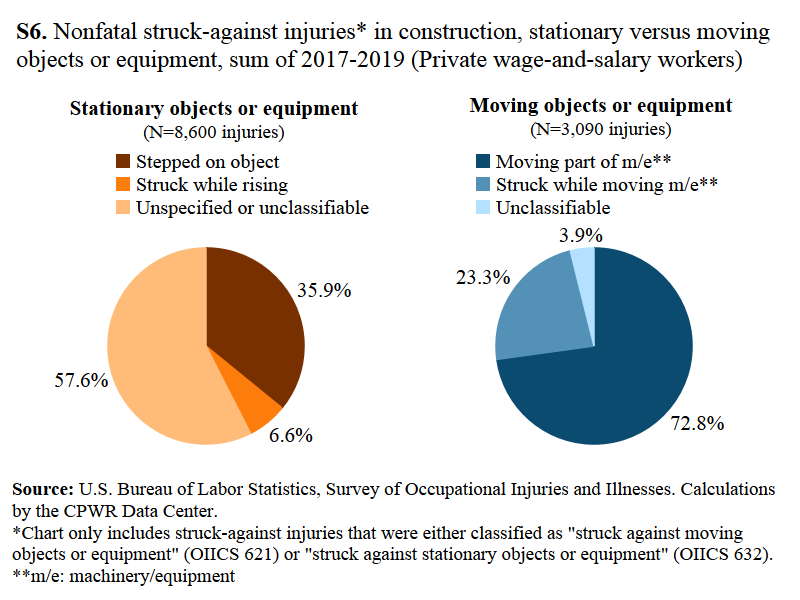 S6. Nonfatal struck-against injuries* in construction, stationary versus moving
objects or equipment, sum of 2017-2019 (Private wage-and-salary workers)
Stationary objects or equipment
(N=8,600 injuries)
Stepped on object
Struck while rising
Unspecified or unclassifiable
35.9%
57.6%
6.6%
Moving objects or equipment
(N=3,090 injuries)
Moving part of m/e**
Struck while moving m/e**
Unclassifiable
3.9%
23.3%
72.8%
Source: U.S. Bureau of Labor Statistics, Survey of Occupational Injuries and Illnesses. Calculations
by the CPWR Data Center.
*Chart only includes struck-against injuries that were either classified as "struck against moving
objects or equipment" (OIICS 621) or "struck against stationary objects or equipment" (OIICS 632).
**m/e: machinery/equipment